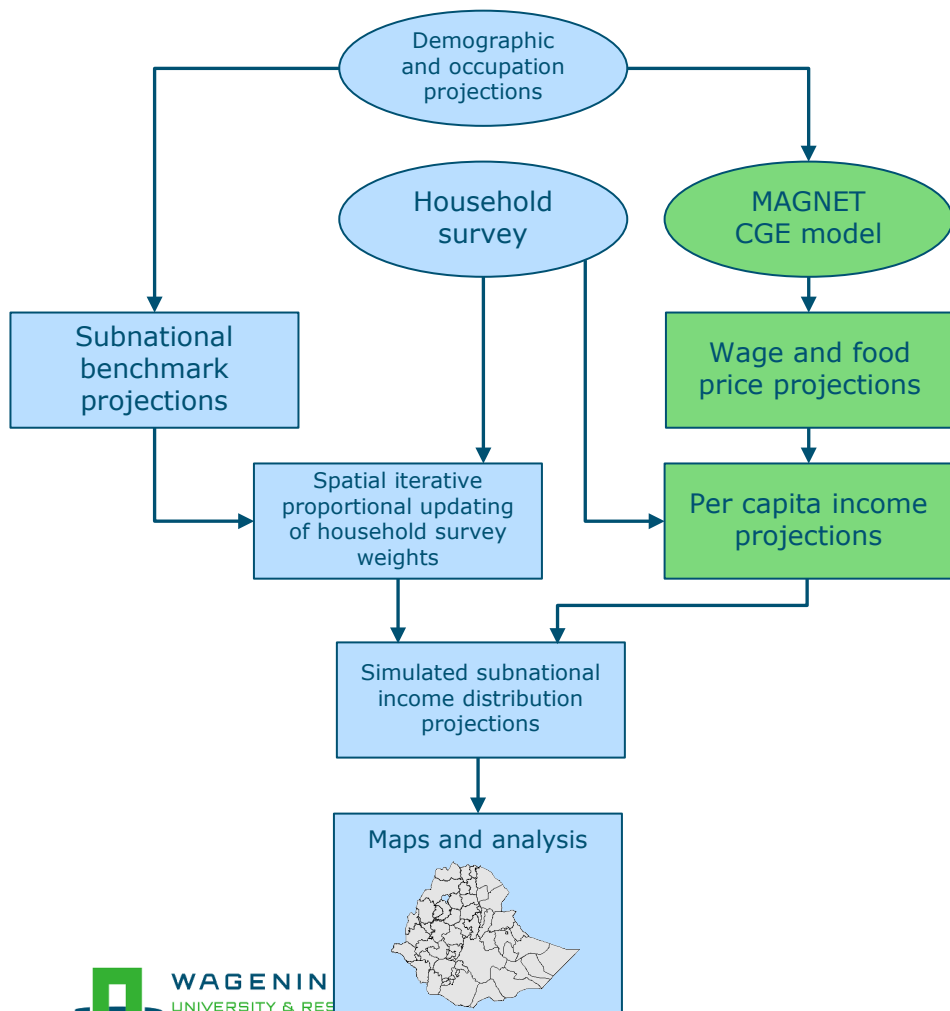 Demographic
and occupation
projections
Household
survey
MAGNET
CGE model
Subnational
benchmark
projections
Wage and food
price projections
Spatial iterative
proportional updating
of household survey
weights
Per capita income
projections
Simulated subnational
income distribution
projections
Maps and analysis
WAGENIN
UNIVERSITY & RES